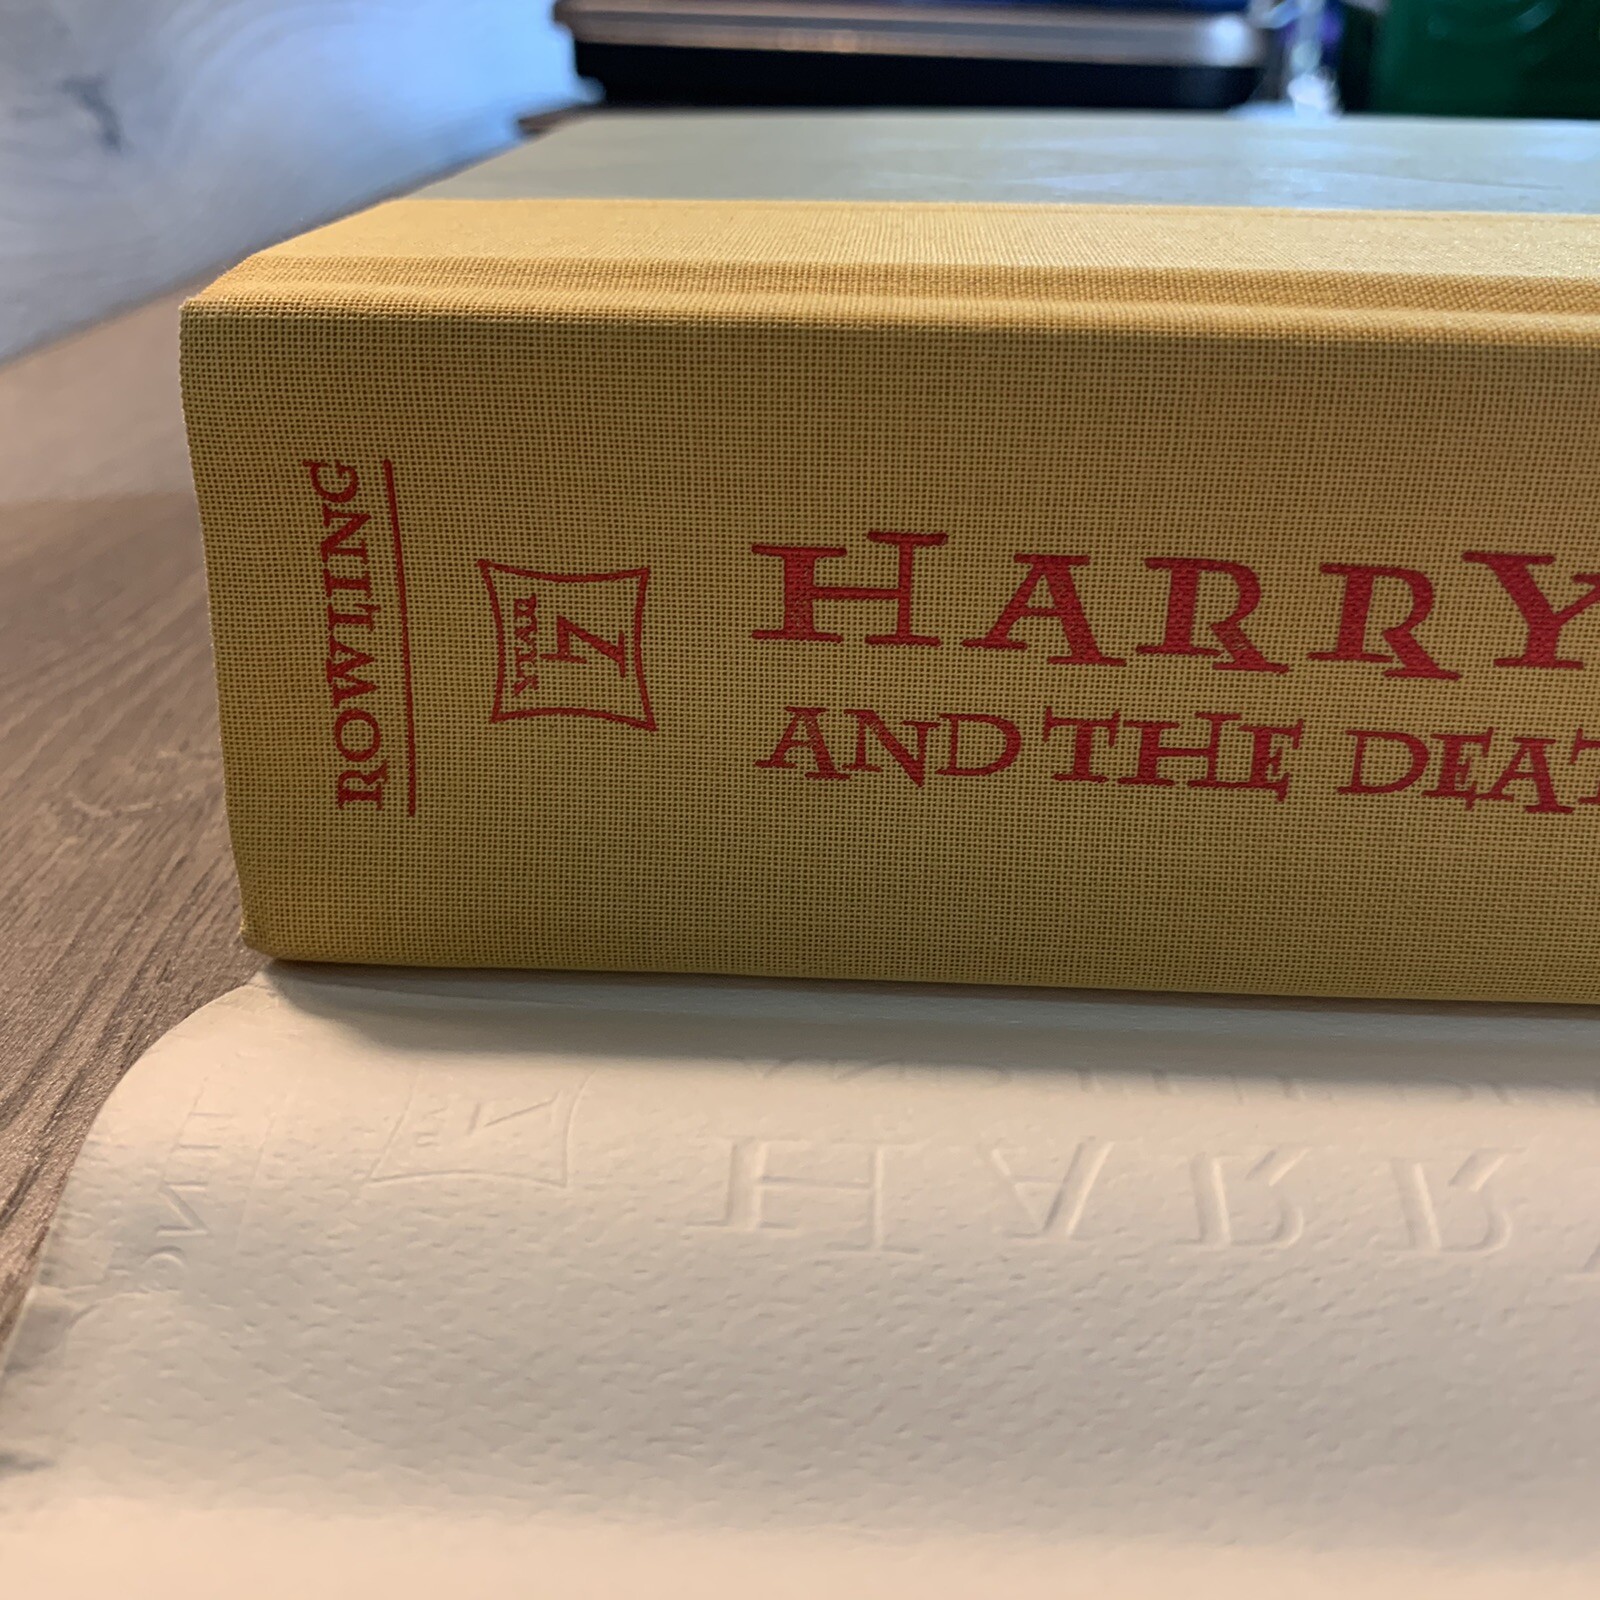 ROWLING
YEAR
7
HARRY
AND THE DEAT